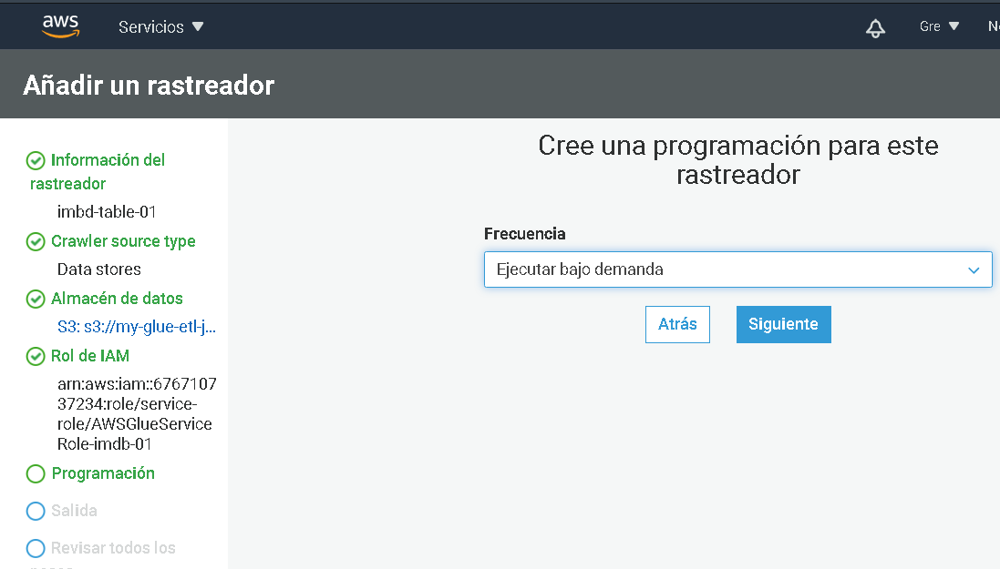 aws
Servicios
Gre
Añadir un rastreador
Información del
rastreador
imbd-table-01
Crawler source type
Data stores
Almacén de datos
S3: s3://my-glue-etl-j...
Rol de IAM
arn:aws:iam::6767107
37234:role/service-
role/AWSGlueService
Role-imdb-01
Programación
Salida
Revisar todos los
Cree una programación para este
rastreador
Frecuencia
Ejecutar bajo demanda
Atrás
Siguiente